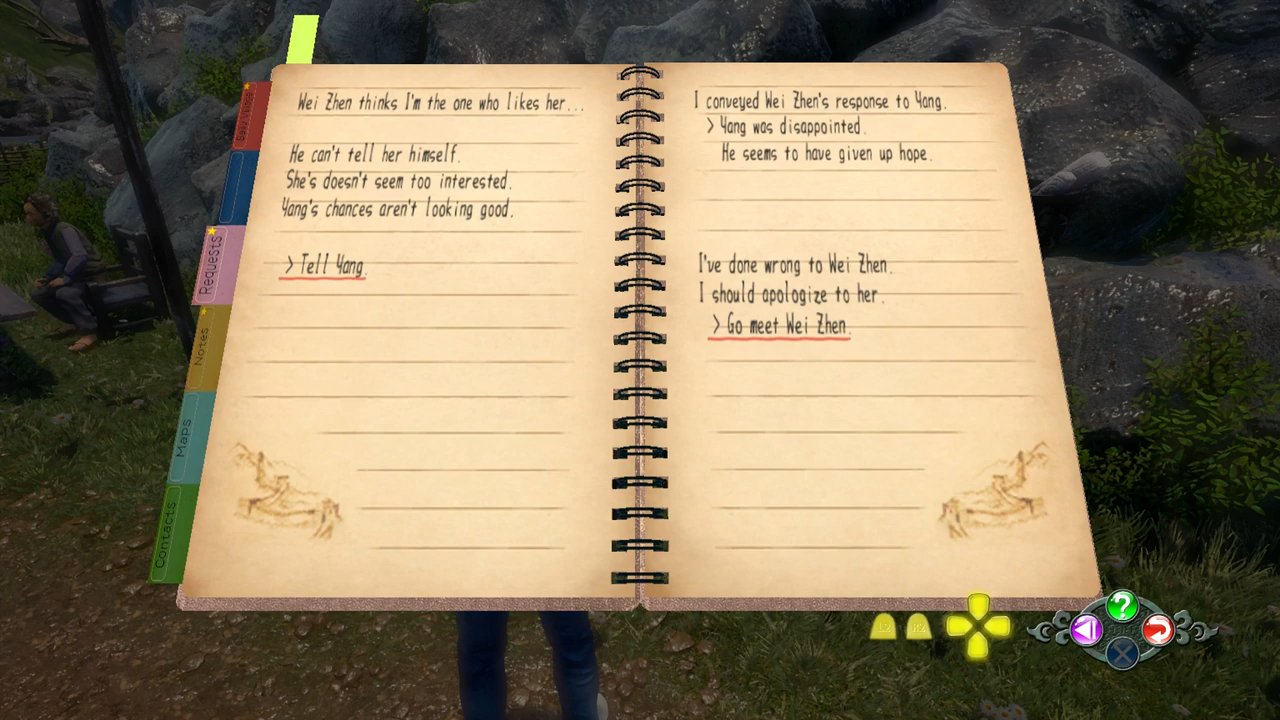 Wei Zhen thinks I'm the one who likes her...
He can't tell her himself.
She's doesn't seem too interested.
Yang's chances aren't looking good.
> Tell Yang.
I conveyed Wei Zhen's response to Yang.
> Yang was disappointed.
He seems to have given up hope.
I've done wrong to Wei Zhen.
I should apologize to her.
> Go meet Wei Zhen.
Requests
Notes
Maps
Contacts
L2
R2
?